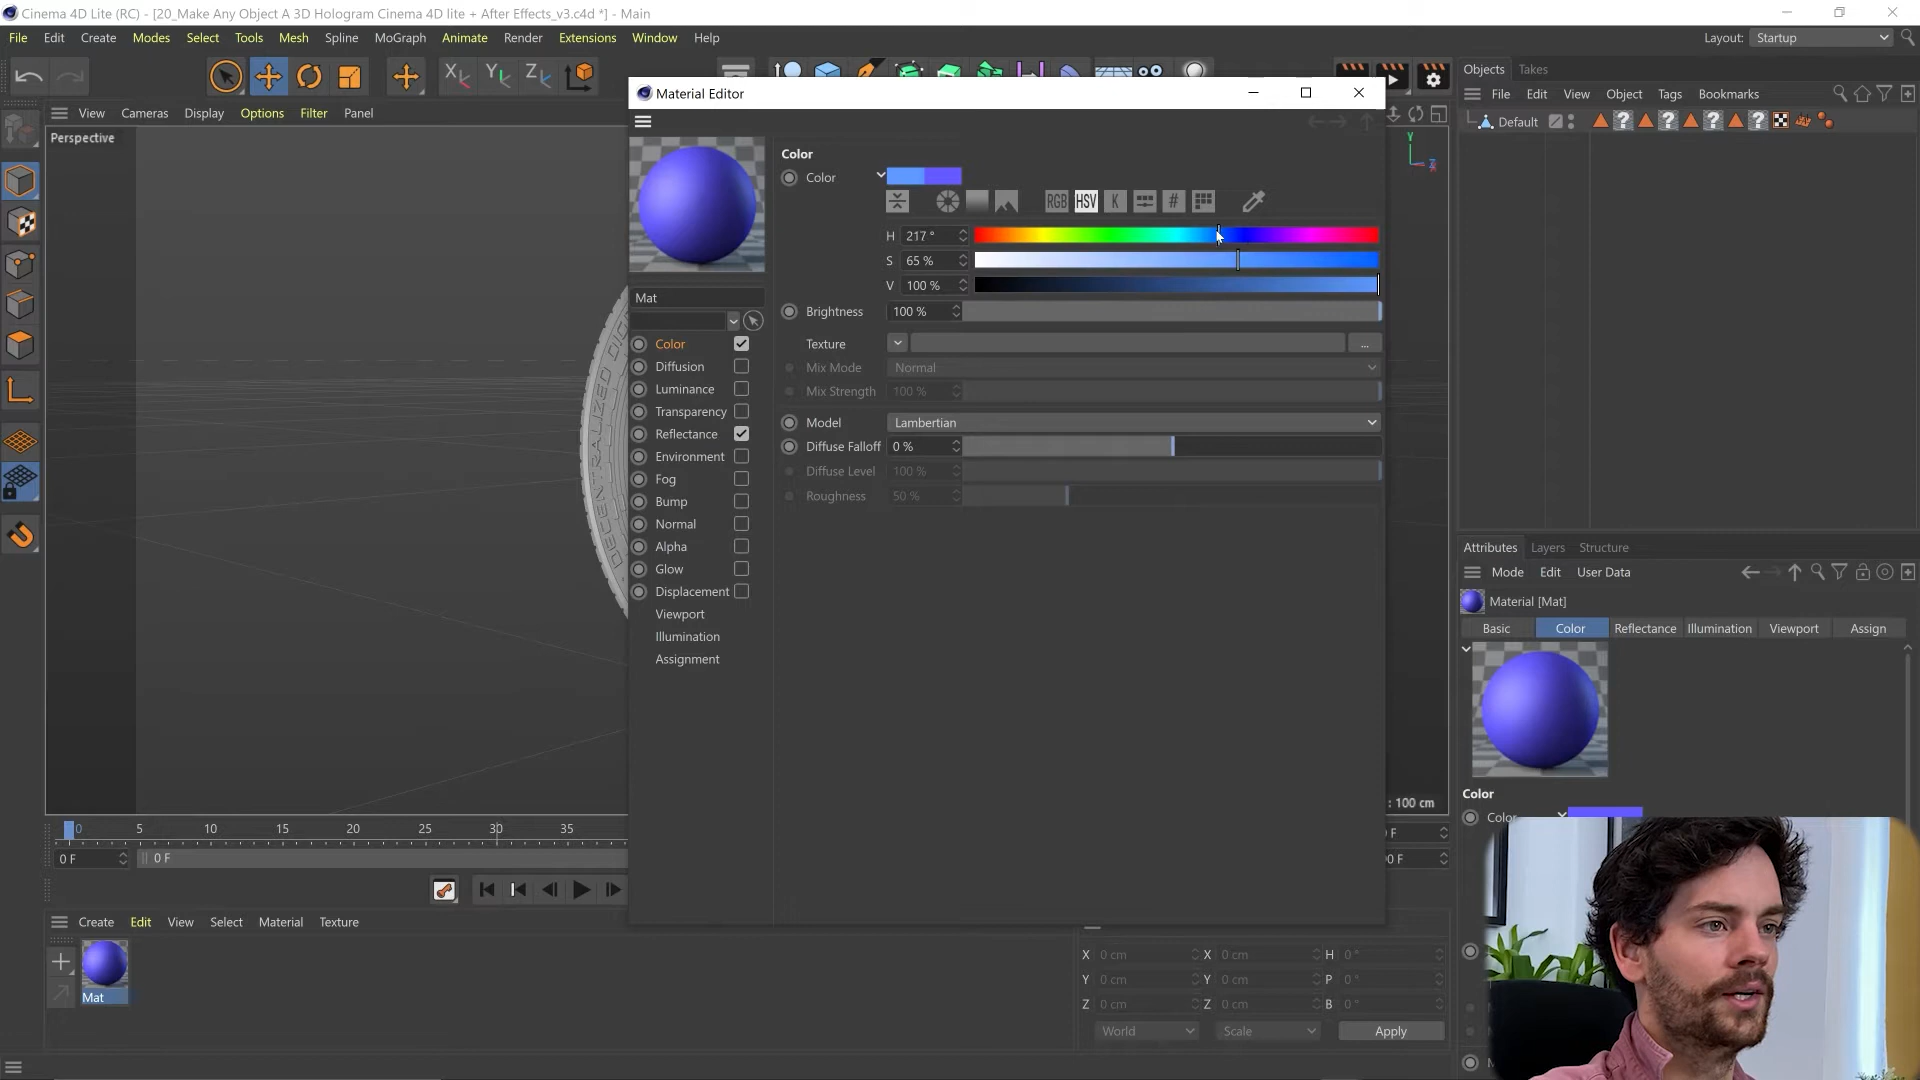 Cinema 4D Lite (RC) - [20_Make Any Object A 3D Hologram Cinema 4D lite + After Effects_v3.c4d *] - Main
File Edit Create Modes Select Tools Mesh Spline MoGraph Animate Render Extensions Window Help
Layout: Startup
X Y Z
Objects Takes
File Edit View Object Tags Bookmarks
Default
View Cameras Display Options Filter Panel
Perspective
Material Editor
Y
Z
Mat
Color
Diffusion
Luminance
Transparency
Reflectance
Environment
Fog
Bump
Normal
Alpha
Glow
Displacement
Viewport
Illumination
Assignment
Color
Color
RGB HSV K #
H 217 °
S 65 %
V 100 %
Brightness 100 %
Texture ...
Mix Mode Normal
Mix Strength 100 %
Model Lambertian
Diffuse Falloff 0 %
Diffuse Level 100 %
Roughness 50 %
DECENTRALIZED
: 100 cm
0 5 10 15 20 25 30 35
0 F 0 F
Create Edit View Select Material Texture
Mat
X 0 cm X 0 cm H 0 °
Y 0 cm Y 0 cm P 0 °
Z 0 cm Z 0 cm B 0 °
World Scale Apply
Attributes Layers Structure
Mode Edit User Data
Material [Mat]
Basic Color Reflectance Illumination Viewport Assign
Color